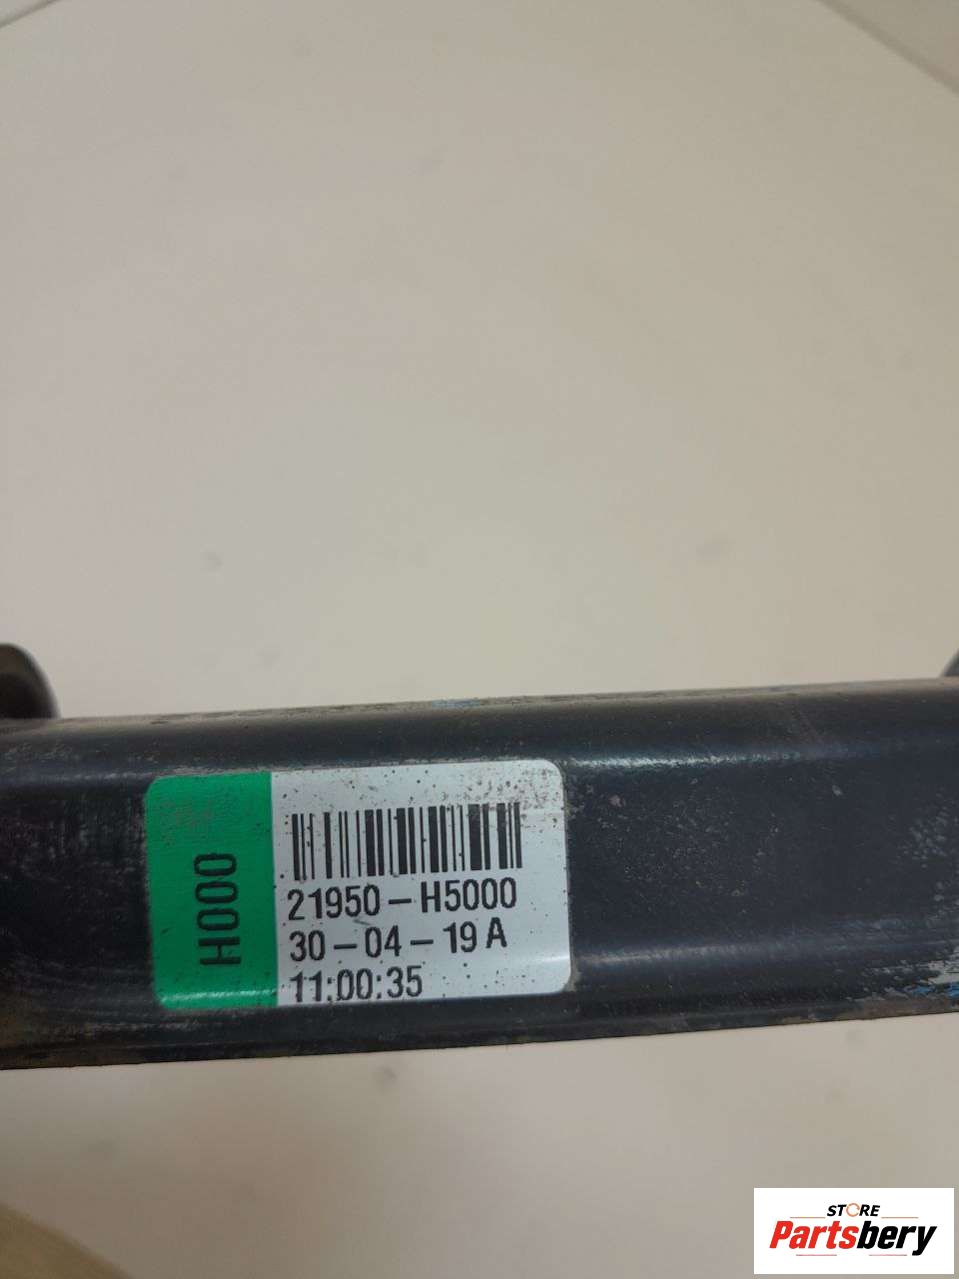 H000
21950-H5000
30-04-19 A
11:00:35
STORE
Partsbery